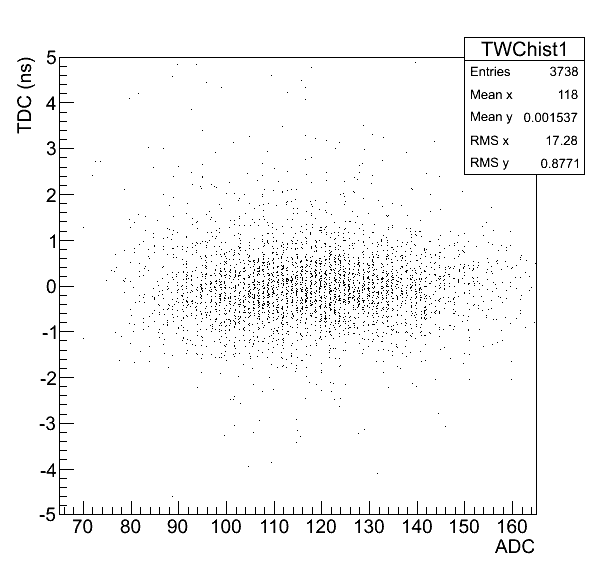 TWChist1
Entries 3738
Mean x 118
Mean y 0.001537
RMS x 17.28
RMS y 0.8771
TDC (ns)
5
4
3
2
1
0
-1
-2
-3
-4
-5
70 80 90 100 110 120 130 140 150 160
ADC